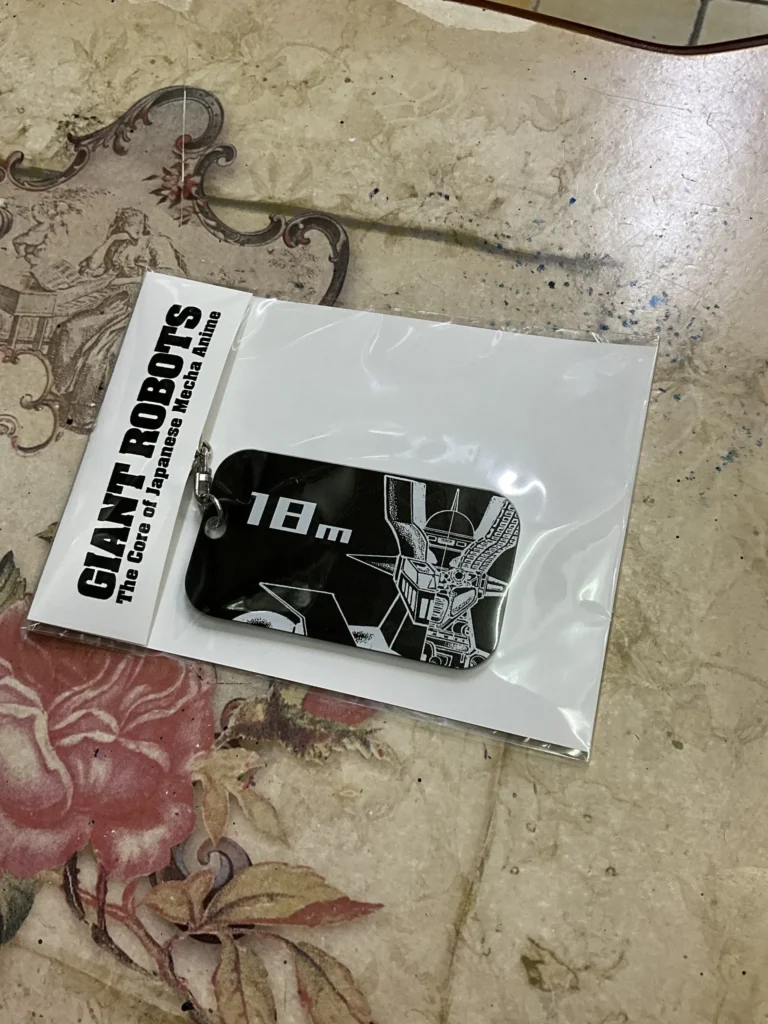 GIANT ROBOTS
The Core of Japanese Mecha Anime
18m